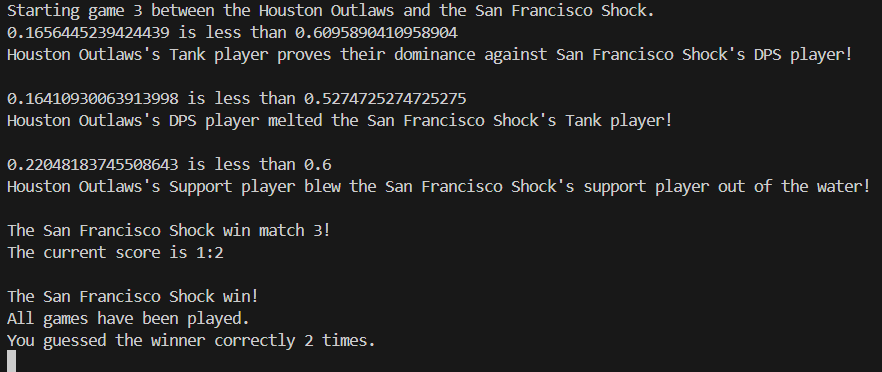 Starting game 3 between the Houston Outlaws and the San Francisco Shock.
0.1656445239424439 is less than 0.6095890410958904
Houston Outlaws's Tank player proves their dominance against San Francisco Shock's DPS player!
0.16410930063913998 is less than 0.5274725274725275
Houston Outlaws's DPS player melted the San Francisco Shock's Tank player!
0.22048183745508643 is less than 0.6
Houston Outlaws's Support player blew the San Francisco Shock's support player out of the water!
The San Francisco Shock win match 3!
The current score is 1:2
The San Francisco Shock win!
All games have been played.
You guessed the winner correctly 2 times.